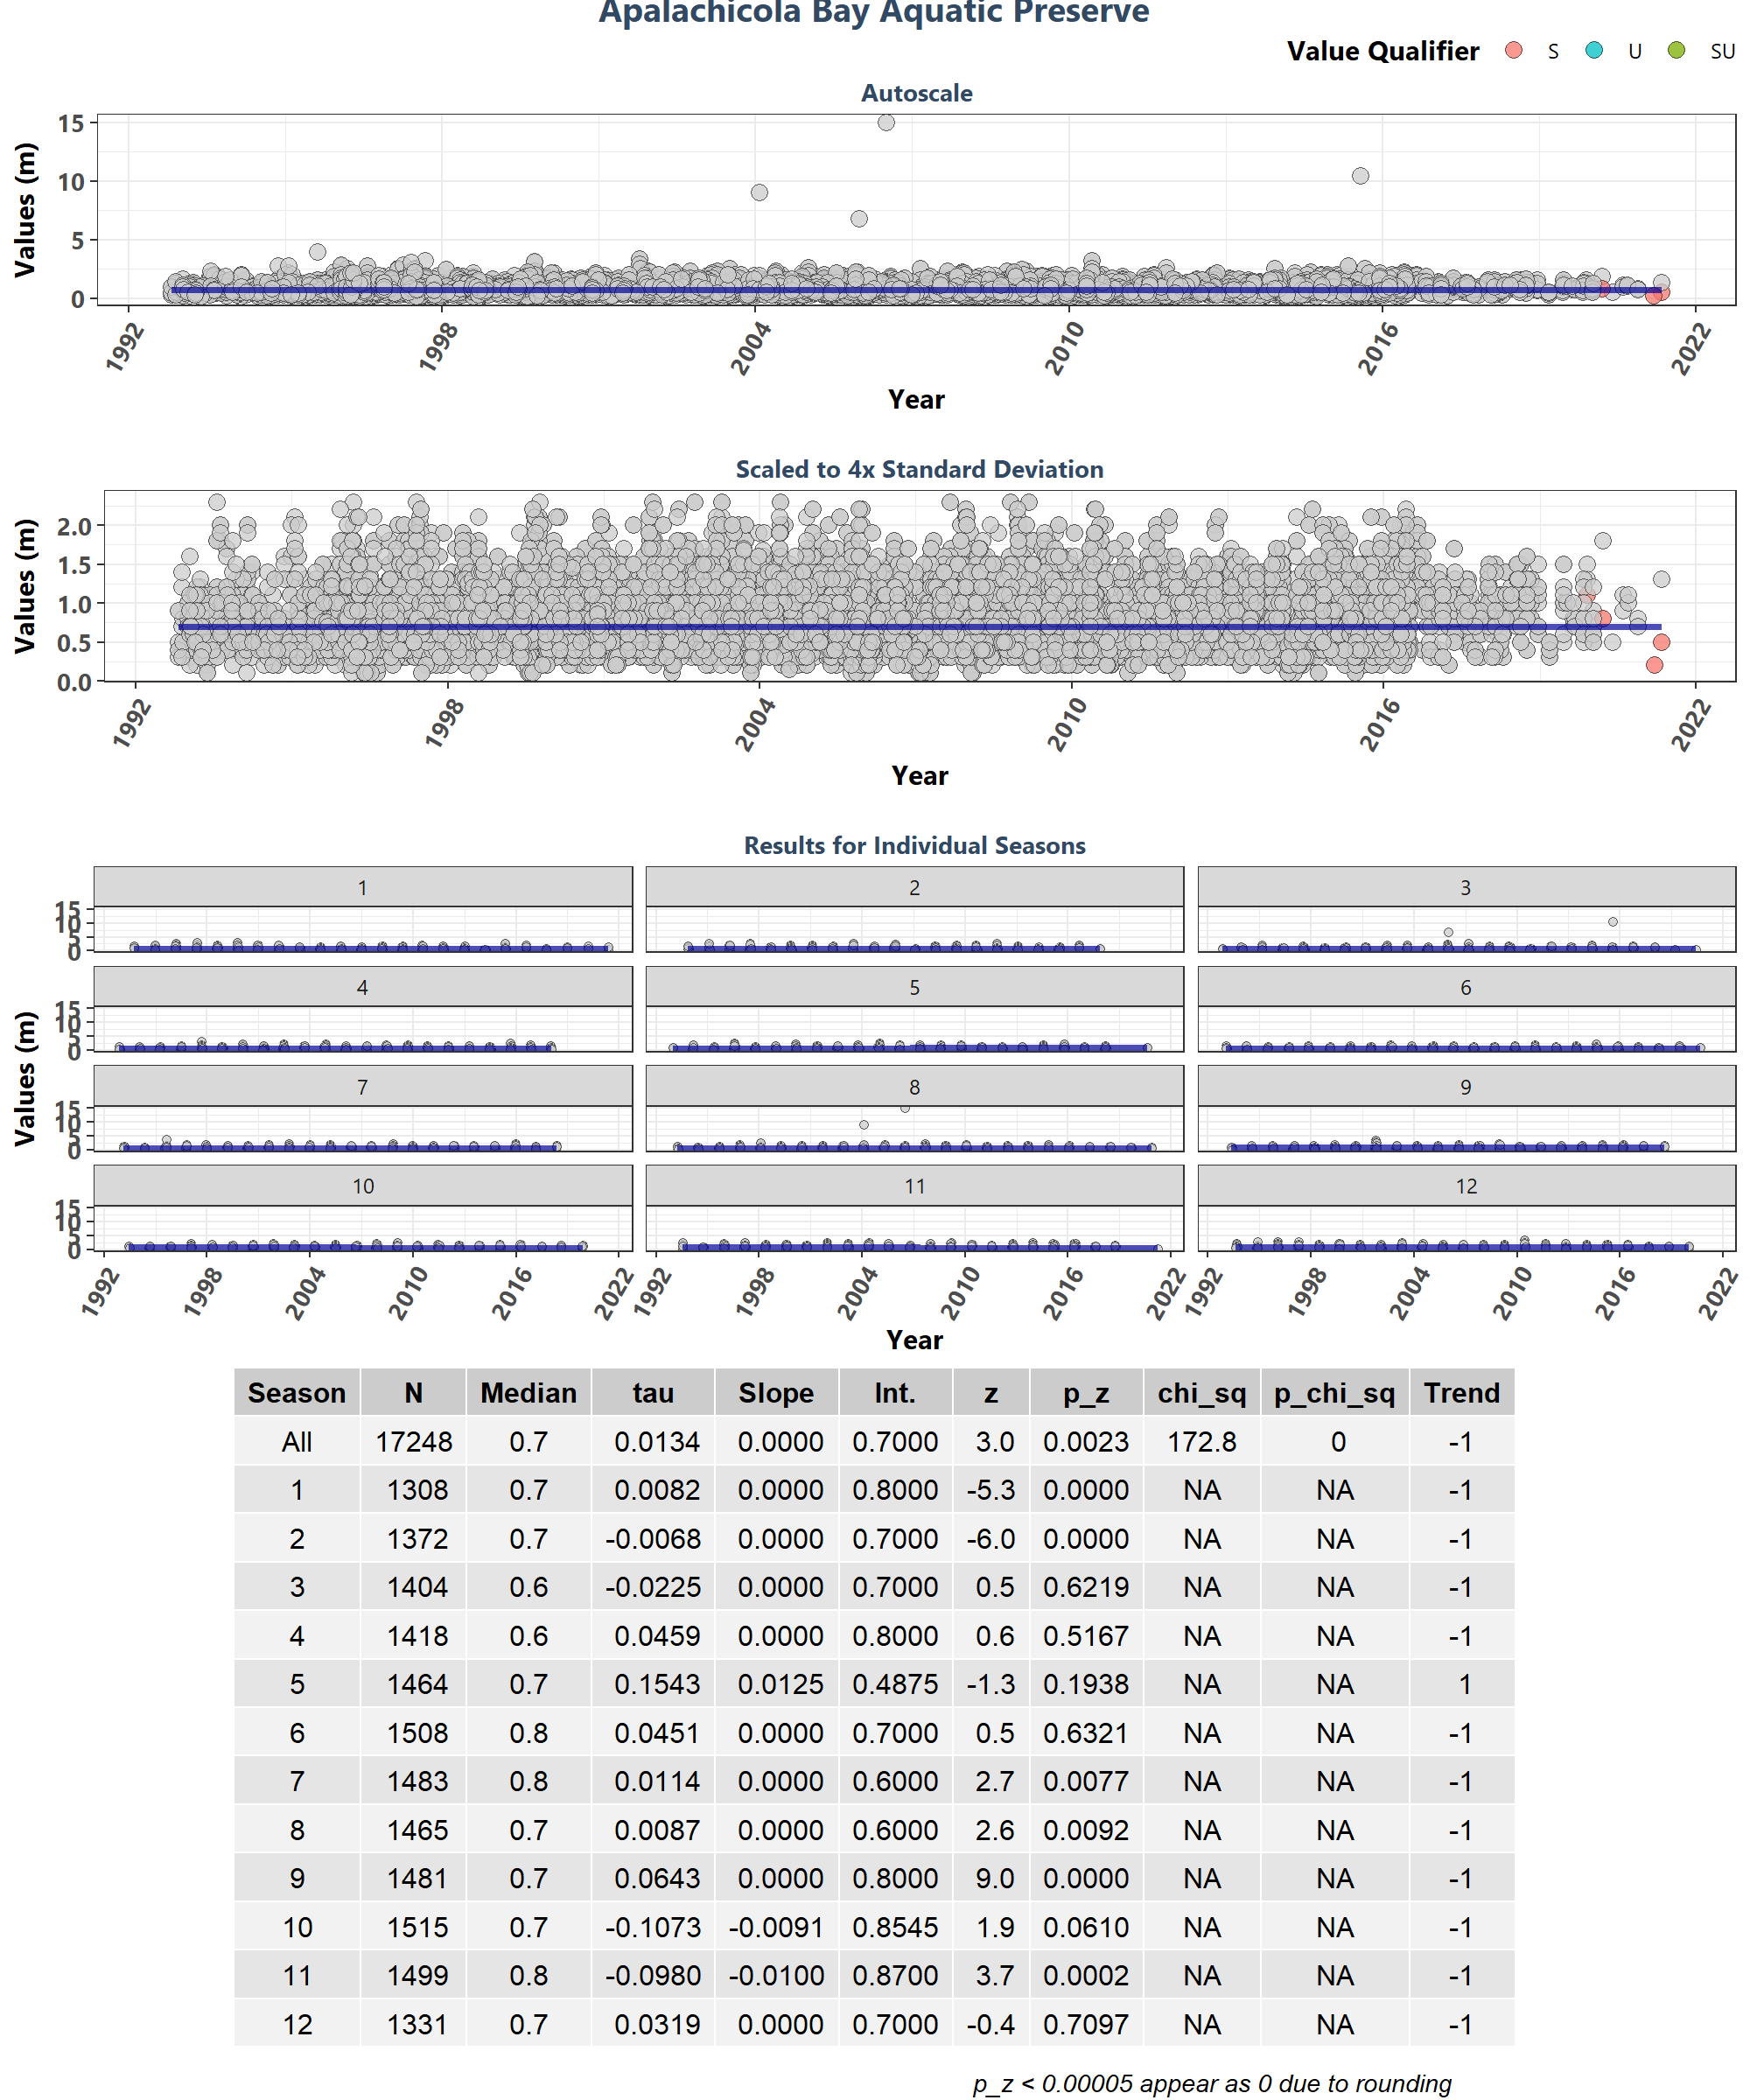 Apalachicola Bay Aquatic Preserve
Value Qualifier S U SU
Autoscale
Values (m)
15
10
5
0
1992 1998 2004 2010 2016 2022
Year
Scaled to 4x Standard Deviation
Values (m)
2.0
1.5
1.0
0.5
0.0
1992 1998 2004 2010 2016 2022
Year
Results for Individual Seasons
Values (m)
1 2 3
15
10
5
0
4 5 6
15
10
5
0
7 8 9
15
10
5
0
10 11 12
15
10
5
0
1992 1998 2004 2010 2016 2022 1992 1998 2004 2010 2016 2022 1992 1998 2004 2010 2016 2022
Year
Season N Median tau Slope Int. z p_z chi_sq p_chi_sq Trend
All 17248 0.7 0.0134 0.0000 0.7000 3.0 0.0023 172.8 0 -1
1 1308 0.7 0.0082 0.0000 0.8000 -5.3 0.0000 NA NA -1
2 1372 0.7 -0.0068 0.0000 0.7000 -6.0 0.0000 NA NA -1
3 1404 0.6 -0.0225 0.0000 0.7000 0.5 0.6219 NA NA -1
4 1418 0.6 0.0459 0.0000 0.8000 0.6 0.5167 NA NA -1
5 1464 0.7 0.1543 0.0125 0.4875 -1.3 0.1938 NA NA 1
6 1508 0.8 0.0451 0.0000 0.7000 0.5 0.6321 NA NA -1
7 1483 0.8 0.0114 0.0000 0.6000 2.7 0.0077 NA NA -1
8 1465 0.7 0.0087 0.0000 0.6000 2.6 0.0092 NA NA -1
9 1481 0.7 0.0643 0.0000 0.8000 9.0 0.0000 NA NA -1
10 1515 0.7 -0.1073 -0.0091 0.8545 1.9 0.0610 NA NA -1
11 1499 0.8 -0.0980 -0.0100 0.8700 3.7 0.0002 NA NA -1
12 1331 0.7 0.0319 0.0000 0.7000 -0.4 0.7097 NA NA -1
p_z < 0.00005 appear as 0 due to rounding